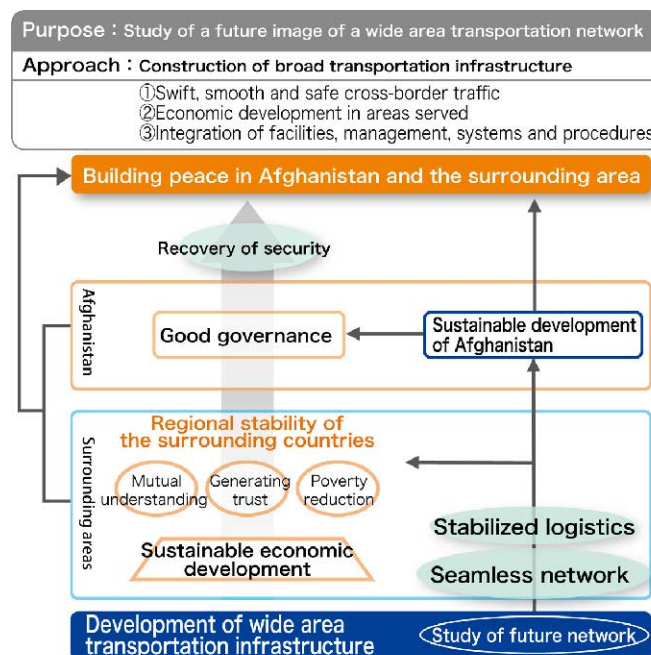 Purpose：Study of a future image of a wide area transportation network
Approach：Construction of broad transportation infrastructure
①Swift, smooth and safe cross-border traffic
②Economic development in areas served
③Integration of facilities, management, systems and procedures
Building peace in Afghanistan and the surrounding area
Recovery of security
Afghanistan
Good governance
Sustainable development
of Afghanistan
Surrounding areas
Regional stability of
the surrounding countries
Mutual
understanding
Generating
trust
Poverty
reduction
Sustainable economic
development
Stabilized logistics
Seamless network
Development of wide area
transportation infrastructure
Study of future network